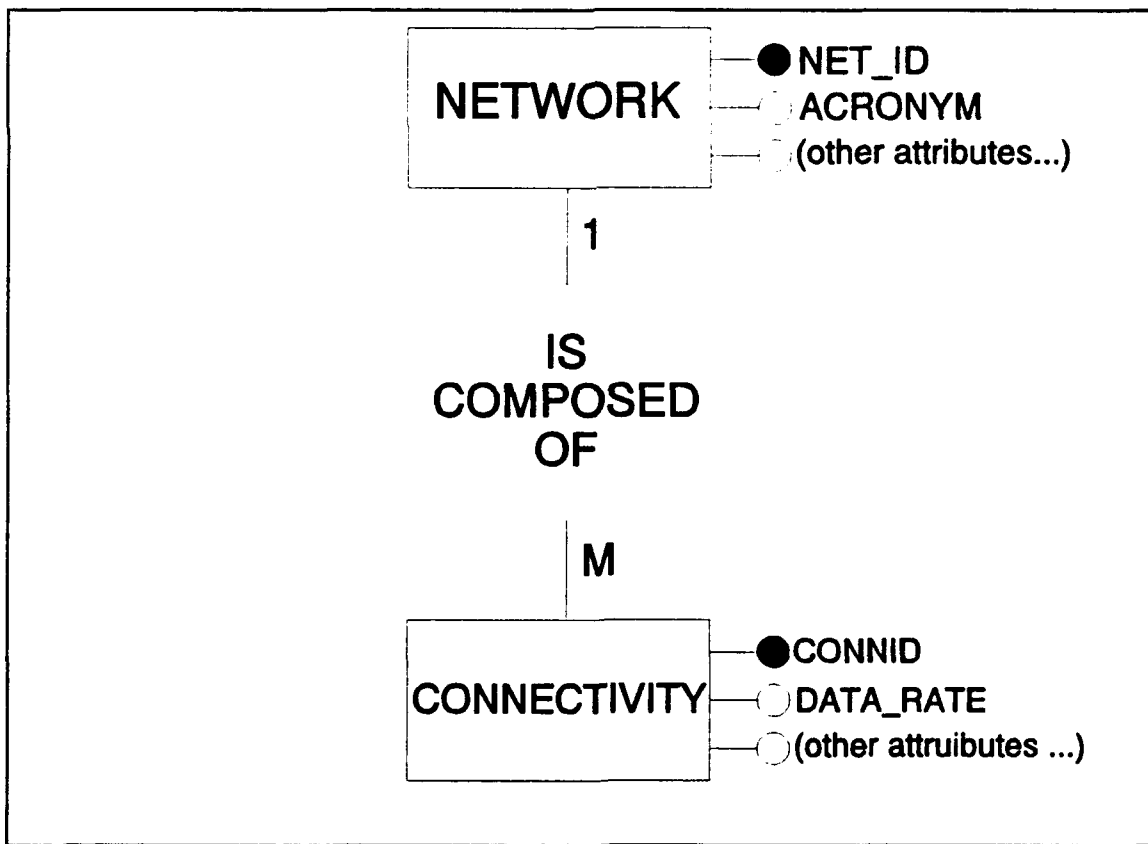 NETWORK
NET_ID
ACRONYM
(other attributes...)
1
IS
COMPOSED
OF
M
CONNECTIVITY
CONNID
DATA_RATE
(other attruibutes ...)